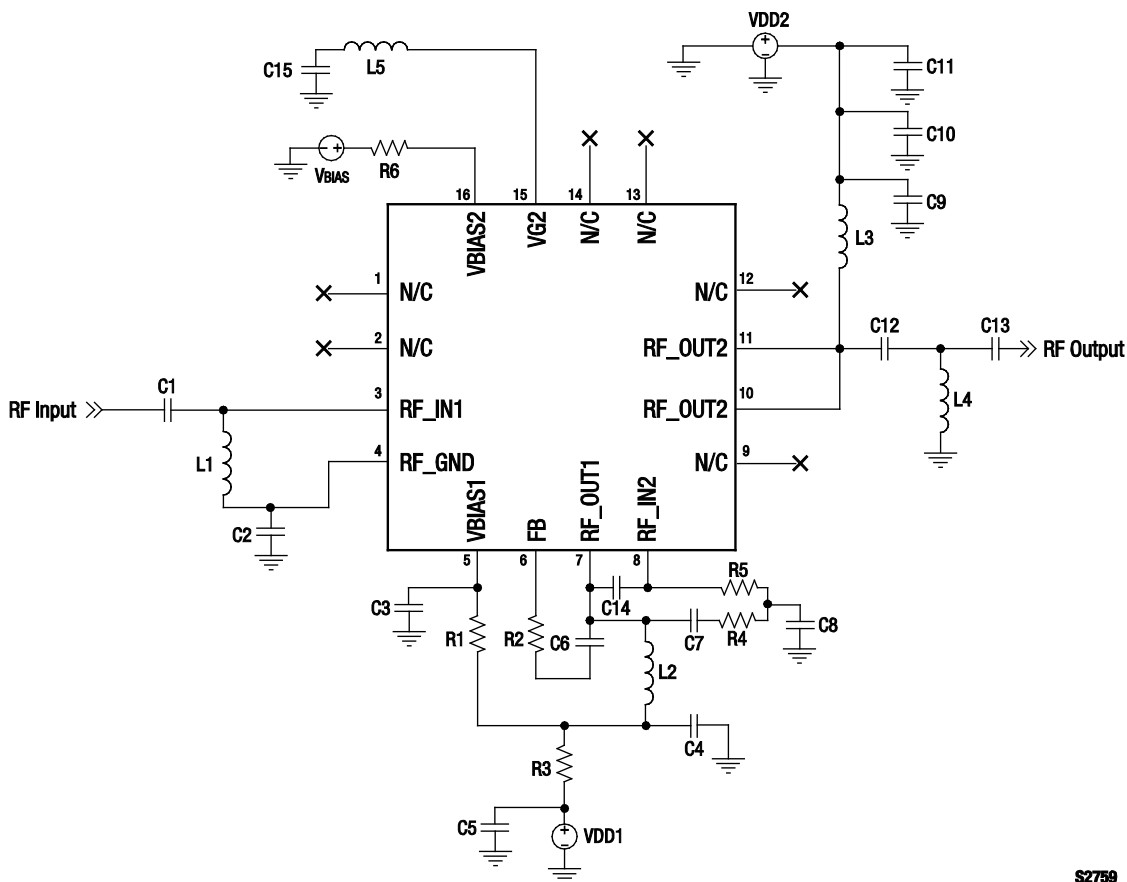 VDD2
C15
L5
C11
C10
VBIAS
R6
16
15
14
13
C9
VBIAS2
VG2
N/C
N/C
L3
1
N/C
N/C
12
2
N/C
RF_OUT2
11
C12
C13
RF Output
RF Input
C1
3
RF_IN1
RF_OUT2
10
L4
L1
4
RF_GND
N/C
9
C2
VBIAS1
FB
RF_OUT1
RF_IN2
5
6
7
8
C3
R1
R2
C6
C14
R5
C7
R4
C8
L2
C4
R3
C5
VDD1
S2759